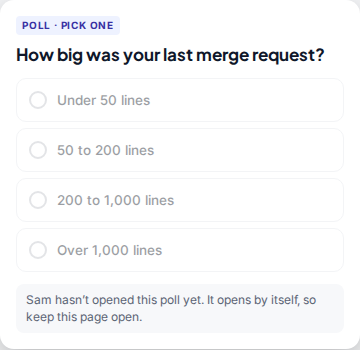 POLL · PICK ONE
How big was your last merge request?
Under 50 lines
50 to 200 lines
200 to 1,000 lines
Over 1,000 lines
Sam hasn't opened this poll yet. It opens by itself, so
keep this page open.